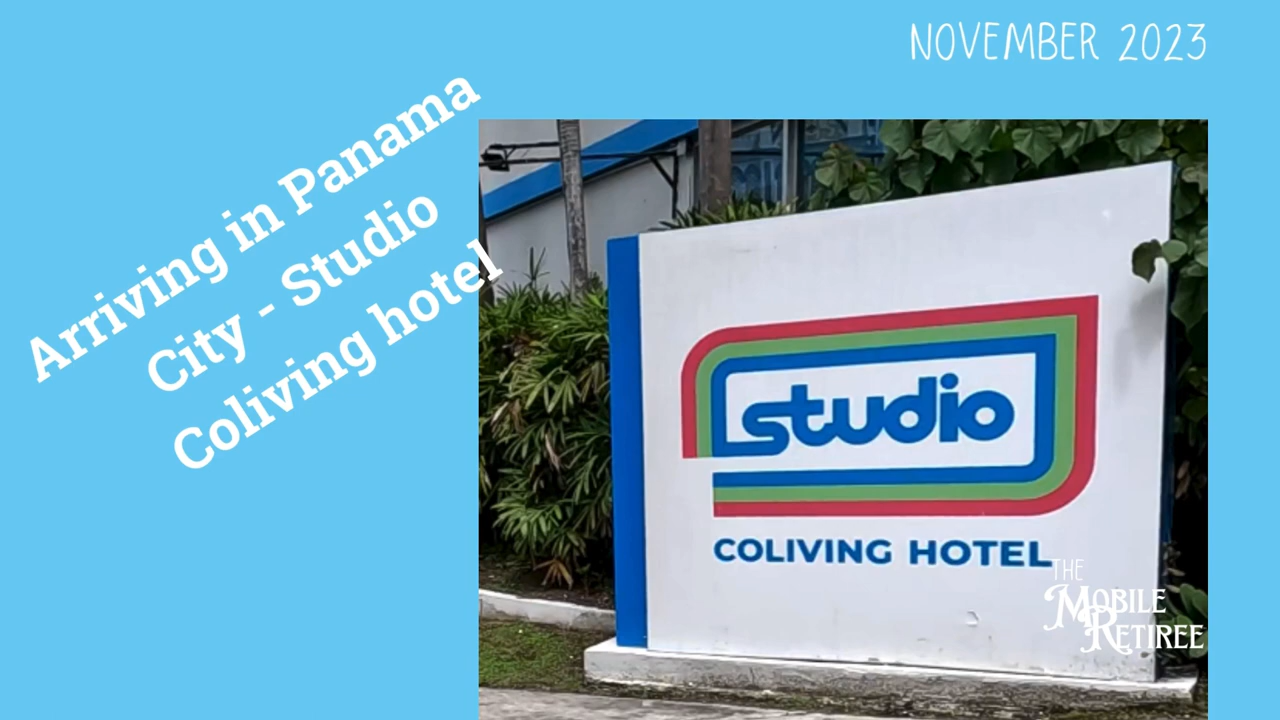 NOVEMBER 2023
Arriving in Panama
City - Studio
Coliving hotel
studio
COLIVING HOTEL
THE
MOBILE
RETIREE